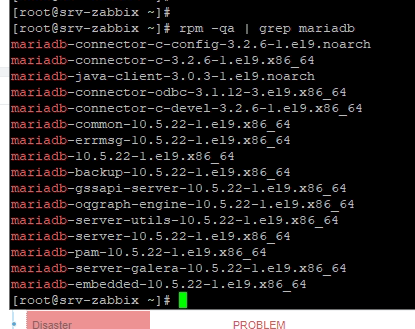 [root@srv-zabbix ~]#
[root@srv-zabbix ~]# rpm -qa | grep mariadb
mariadb-connector-c-config-3.2.6-1.el9.noarch
mariadb-connector-c-3.2.6-1.el9.x86_64
mariadb-java-client-3.0.3-1.el9.noarch
mariadb-connector-odbc-3.1.12-3.el9.x86_64
mariadb-connector-c-devel-3.2.6-1.el9.x86_64
mariadb-common-10.5.22-1.el9.x86_64
mariadb-errmsg-10.5.22-1.el9.x86_64
mariadb-10.5.22-1.el9.x86_64
mariadb-backup-10.5.22-1.el9.x86_64
mariadb-gssapi-server-10.5.22-1.el9.x86_64
mariadb-oqgraph-engine-10.5.22-1.el9.x86_64
mariadb-server-utils-10.5.22-1.el9.x86_64
mariadb-server-10.5.22-1.el9.x86_64
mariadb-pam-10.5.22-1.el9.x86_64
mariadb-server-galera-10.5.22-1.el9.x86_64
mariadb-embedded-10.5.22-1.el9.x86_64
[root@srv-zabbix ~]#
Disaster PROBLEM